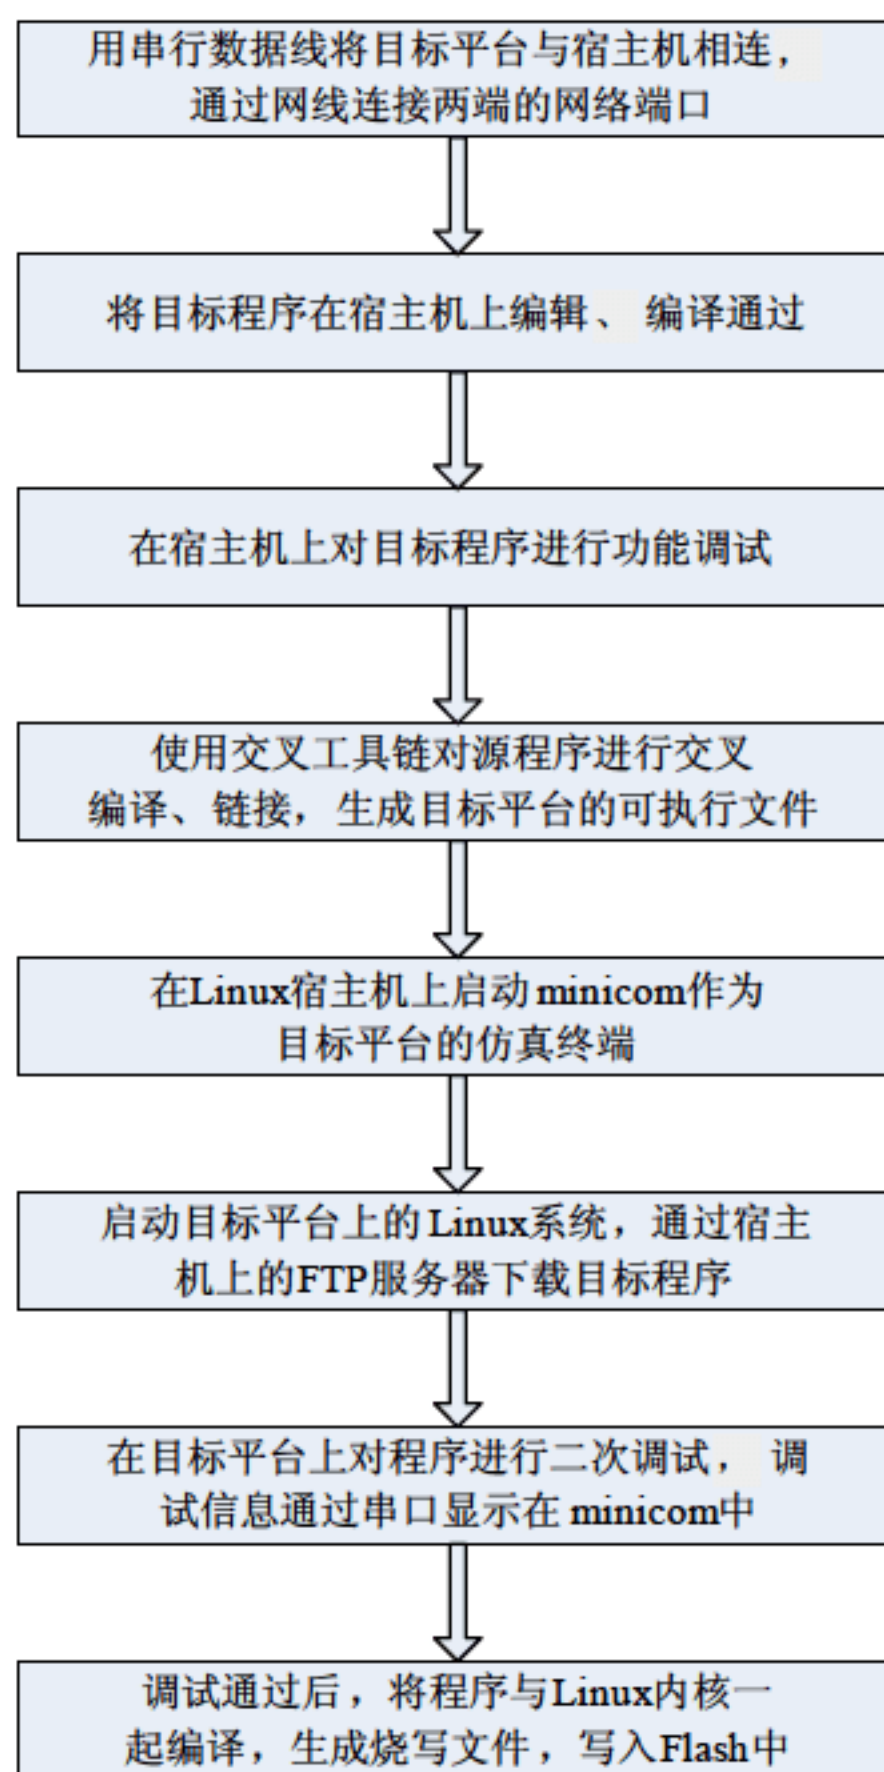 用串行数据线将目标平台与宿主机相连，
通过网线连接两端的网络端口
将目标程序在宿主机上编辑、 编译通过
在宿主机上对目标程序进行功能调试
使用交叉工具链对源程序进行交叉
编译、链接，生成目标平台的可执行文件
在Linux宿主机上启动 minicom作为
目标平台的仿真终端
启动目标平台上的 Linux系统，通过宿主
机上的FTP服务器下载目标程序
在目标平台上对程序进行二次调试， 调
试信息通过串口显示在 minicom中
调试通过后，将程序与Linux内核一
起编译，生成烧写文件，写入Flash中